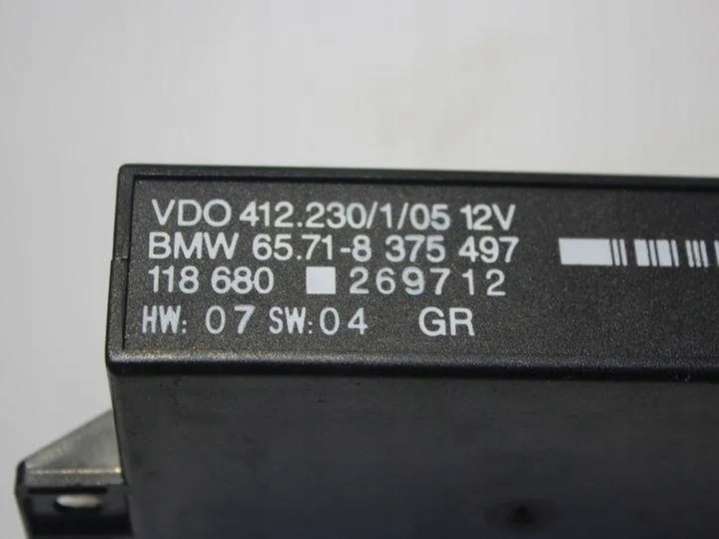 VDO 412.230/1/05 12V
BMW 65.71-8 375 497
118 680 269712
HW: 07 SW:04 GR